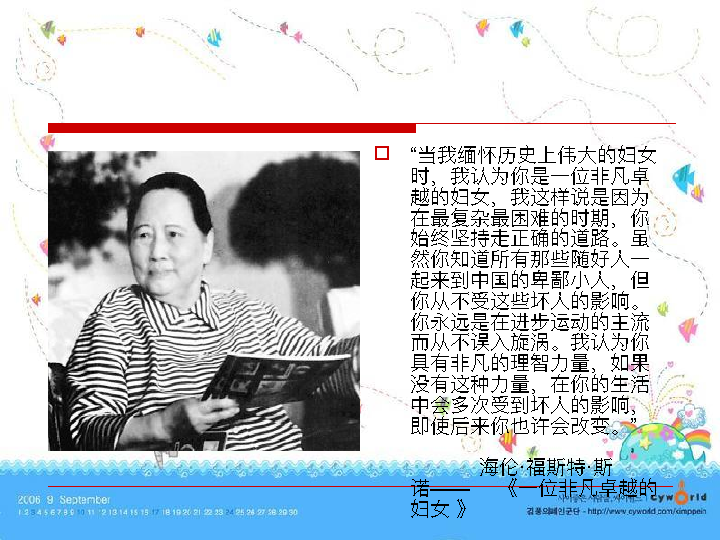 “当我缅怀历史上伟大的妇女
时，我认为你是一位非凡卓
越的妇女，我这样说是因为
在最复杂最困难的时期，你
始终坚持走正确的道路。虽
然你知道所有那些随好人一
起来到中国的卑鄙小人，但
你从不受这些坏人的影响。
你永远是在进步运动的主流
而从不误入旋涡。我认为你
具有非凡的理智力量，如果
没有这种力量，在你的生活
中会多次受到坏人的影响，
即使后来你也许会改变。”
海伦·福斯特·斯
诺——　《一位非凡卓越的
妇女 》
2006 9 September
1 2 3 4 5 6 7 8 9 10 11 12 13 14 15 16 17 18 19 20 21 22 23 24 25 26 27 28 29 30
cyworld
김풍의폐인군단 - http://www.cyworld.com/kimppein